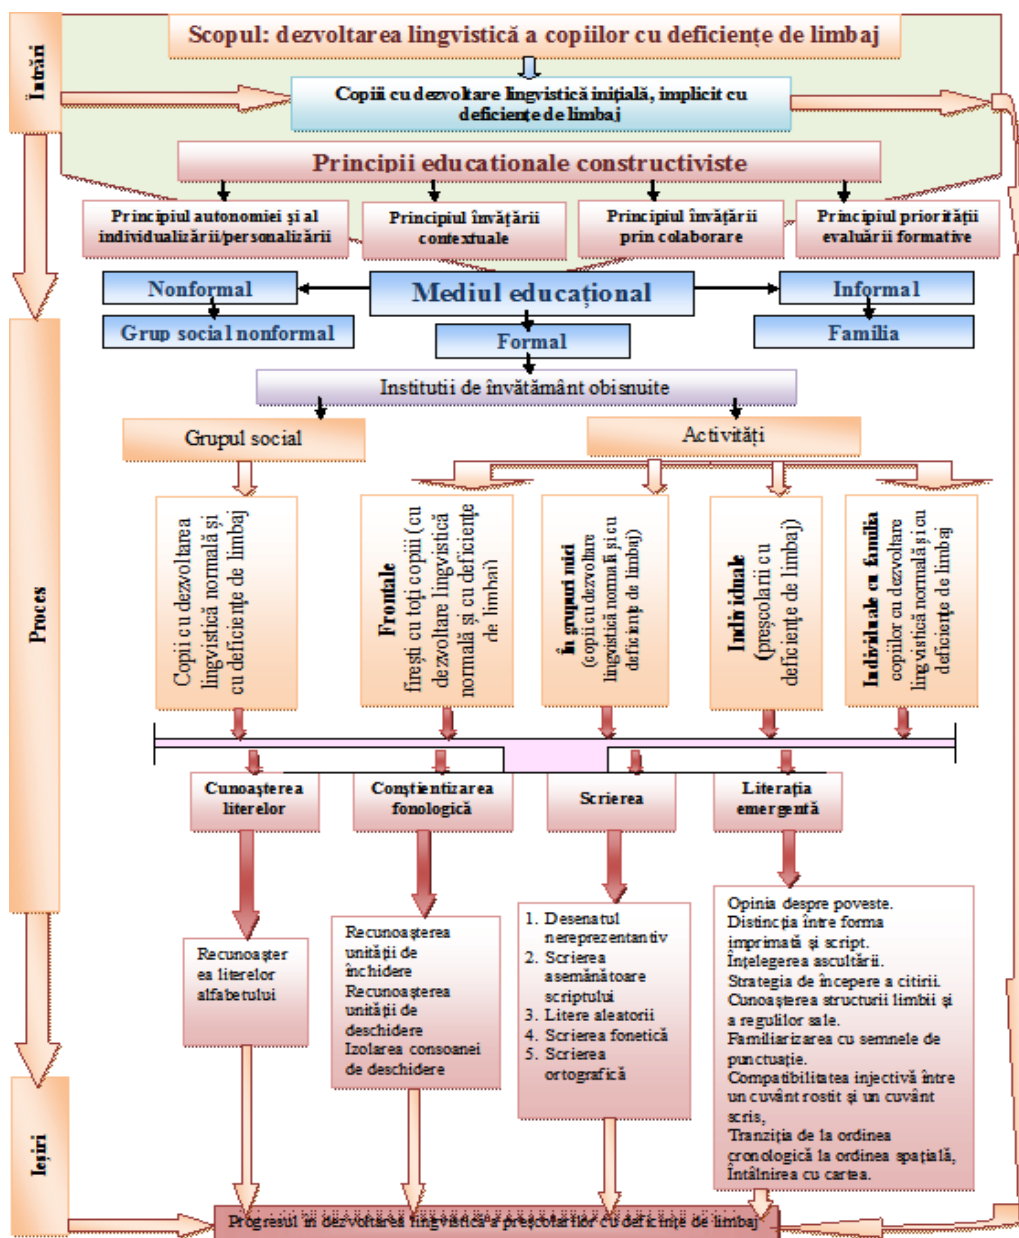 Scopul: dezvoltarea lingvistică a copiilor cu deficiențe de limbaj
Intrări
Copiii cu dezvoltare lingvistică inițială, implicit cu
deficiențe de limbaj
Principii educationale constructiviste
Principiul autonomiei și al
individualizării/personalizării
Principiul învățării
contextuale
Principiul învățării
prin colaborare
Principiul priorității
evaluării formative
Nonformal
Mediul educațional
Informal
Grup social nonformal
Formal
Familia
Institutii de învătământ obisnuite
Grupul social
Activități
Proces
Copii cu dezvoltarea
lingvistică normală și
cu deficiențe de limbaj
Frontale
firești cu toți copiii (cu
dezvoltare lingvistică
normală și cu deficiențe
de limbaj)
În grupuri mici
(copii cu dezvoltare
lingvistică normală și cu
deficiențe de limbaj)
Individuale
(preșcolarii cu
deficiențe de limbaj)
Individuale cu familia
copiilor cu dezvoltare
lingvistică normală și cu
deficiențe de limbaj
Cunoașterea
literelor
Conștientizarea
fonologică
Scrierea
Literația
emergentă
Recunoașter
ea literelor
alfabetului
Recunoașterea
unității de
închidere
Recunoașterea
unității de
deschidere
Izolarea consoanei
de deschidere
1. Desenatul
nereprezentantiv
2. Scrierea
asemănătoare
scriptului
3. Litere aleatorii
4. Scrierea fonetică
5. Scrierea
ortografică
Opinia despre poveste.
Distincția între forma
imprimată și script.
Înțelegerea ascultării.
Strategia de începere a citirii.
Cunoașterea structurii limbii și
a regulilor sale.
Familiarizarea cu semnele de
punctuație.
Compatibilitatea injectivă între
un cuvânt rostit și un cuvânt
scris,
Tranziția de la ordinea
cronologică la ordinea spațială,
Întâlnirea cu cartea.
Ieșiri
Progresul în dezvoltarea lingvistică a preșcolarilor cu deficințe de limbaj